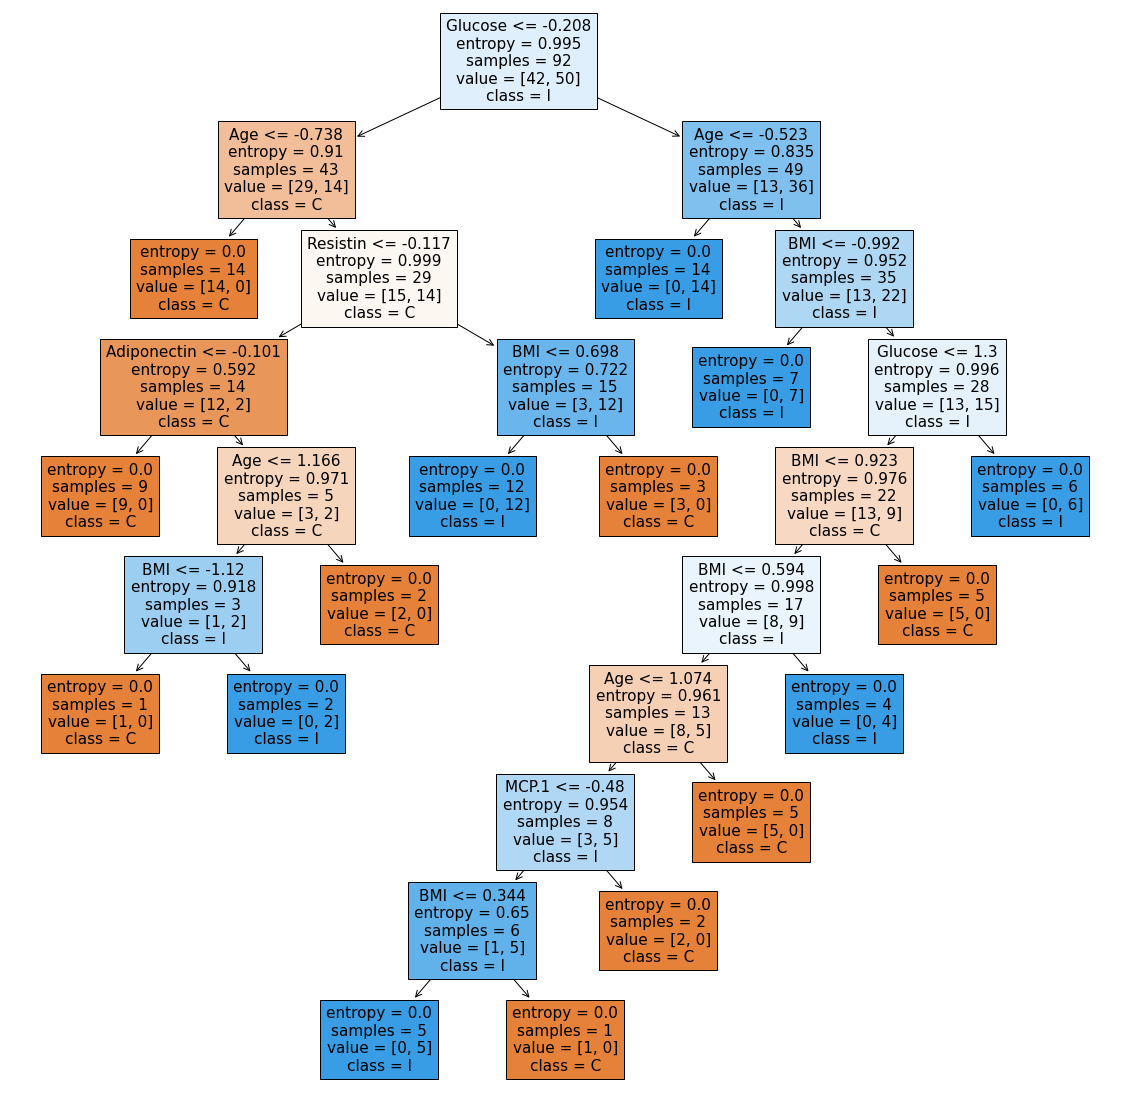 Glucose <= -0.208
entropy = 0.995
samples = 92
value = [42, 50]
class = I
Age <= -0.738
entropy = 0.91
samples = 43
value = [29, 14]
class = C
Age <= -0.523
entropy = 0.835
samples = 49
value = [13, 36]
class = I
entropy = 0.0
samples = 14
value = [14, 0]
class = C
Resistin <= -0.117
entropy = 0.999
samples = 29
value = [15, 14]
class = C
entropy = 0.0
samples = 14
value = [0, 14]
class = I
BMI <= -0.992
entropy = 0.952
samples = 35
value = [13, 22]
class = I
Adiponectin <= -0.101
entropy = 0.592
samples = 14
value = [12, 2]
class = C
BMI <= 0.698
entropy = 0.722
samples = 15
value = [3, 12]
class = I
entropy = 0.0
samples = 7
value = [0, 7]
class = I
Glucose <= 1.3
entropy = 0.996
samples = 28
value = [13, 15]
class = I
entropy = 0.0
samples = 9
value = [9, 0]
class = C
Age <= 1.166
entropy = 0.971
samples = 5
value = [3, 2]
class = C
entropy = 0.0
samples = 12
value = [0, 12]
class = I
entropy = 0.0
samples = 3
value = [3, 0]
class = C
BMI <= 0.923
entropy = 0.976
samples = 22
value = [13, 9]
class = C
entropy = 0.0
samples = 6
value = [0, 6]
class = I
BMI <= -1.12
entropy = 0.918
samples = 3
value = [1, 2]
class = I
entropy = 0.0
samples = 2
value = [2, 0]
class = C
BMI <= 0.594
entropy = 0.998
samples = 17
value = [8, 9]
class = I
entropy = 0.0
samples = 5
value = [5, 0]
class = C
entropy = 0.0
samples = 1
value = [1, 0]
class = C
entropy = 0.0
samples = 2
value = [0, 2]
class = I
Age <= 1.074
entropy = 0.961
samples = 13
value = [8, 5]
class = C
entropy = 0.0
samples = 4
value = [0, 4]
class = I
MCP.1 <= -0.48
entropy = 0.954
samples = 8
value = [3, 5]
class = I
entropy = 0.0
samples = 5
value = [5, 0]
class = C
BMI <= 0.344
entropy = 0.65
samples = 6
value = [1, 5]
class = I
entropy = 0.0
samples = 2
value = [2, 0]
class = C
entropy = 0.0
samples = 5
value = [0, 5]
class = I
entropy = 0.0
samples = 1
value = [1, 0]
class = C